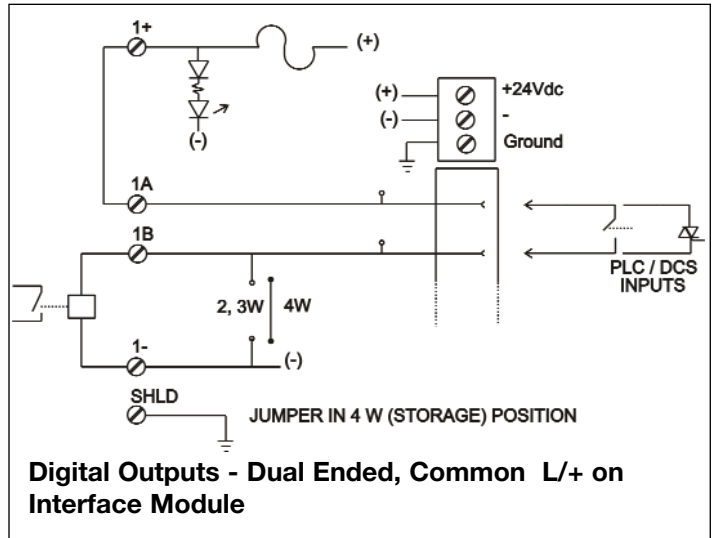 1+
(+)
(-)
(+)
+24Vdc
(-)
-
Ground
1A
1B
PLC / DCS
INPUTS
2, 3W
4W
1-
(-)
SHLD
JUMPER IN 4 W (STORAGE) POSITION
Digital Outputs - Dual Ended, Common L/+ on
Interface Module